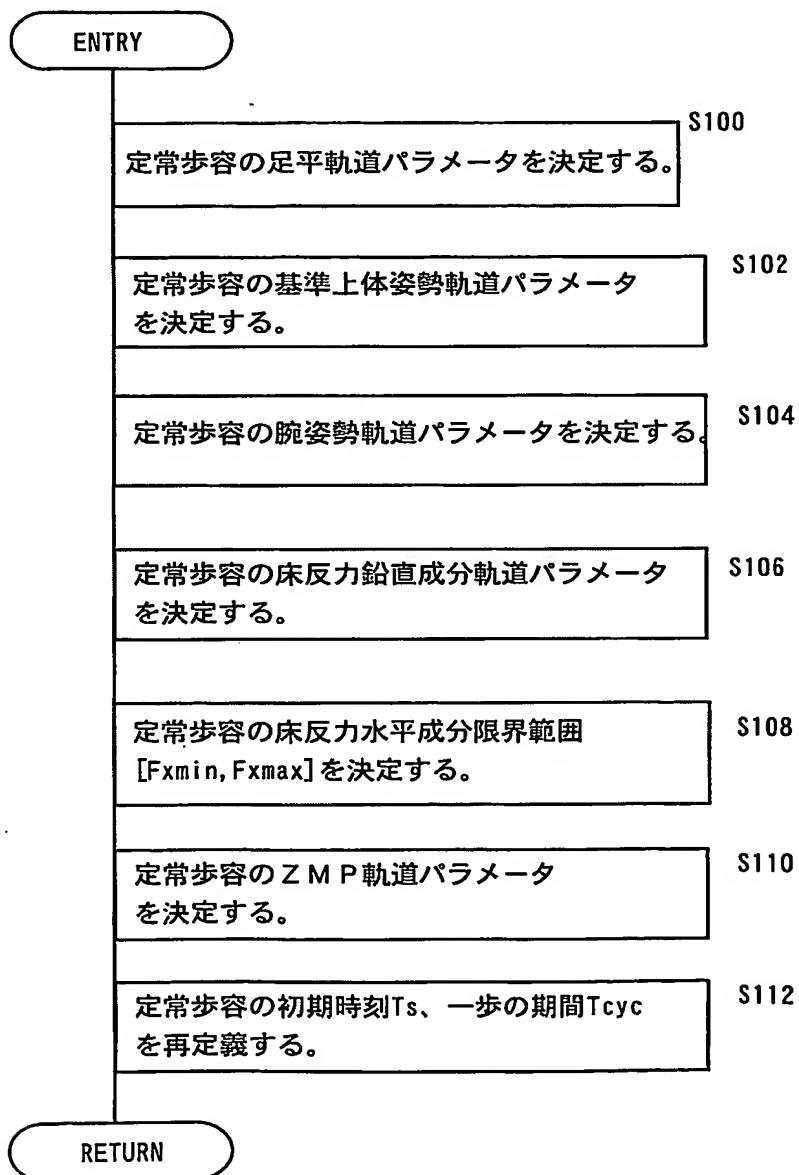 ENTRY
S100
定常歩容の足平軌道パラメータを決定する。
S102
定常歩容の基準上体姿勢軌道パラメータ
を決定する。
S104
定常歩容の腕姿勢軌道パラメータを決定する。
S106
定常歩容の床反力鉛直成分軌道パラメータ
を決定する。
S108
定常歩容の床反力水平成分限界範囲
[Fxmin,Fxmax]を決定する。
S110
定常歩容のZMP軌道パラメータ
を決定する。
S112
定常歩容の初期時刻Ts、一歩の期間Tcyc
を再定義する。
RETURN